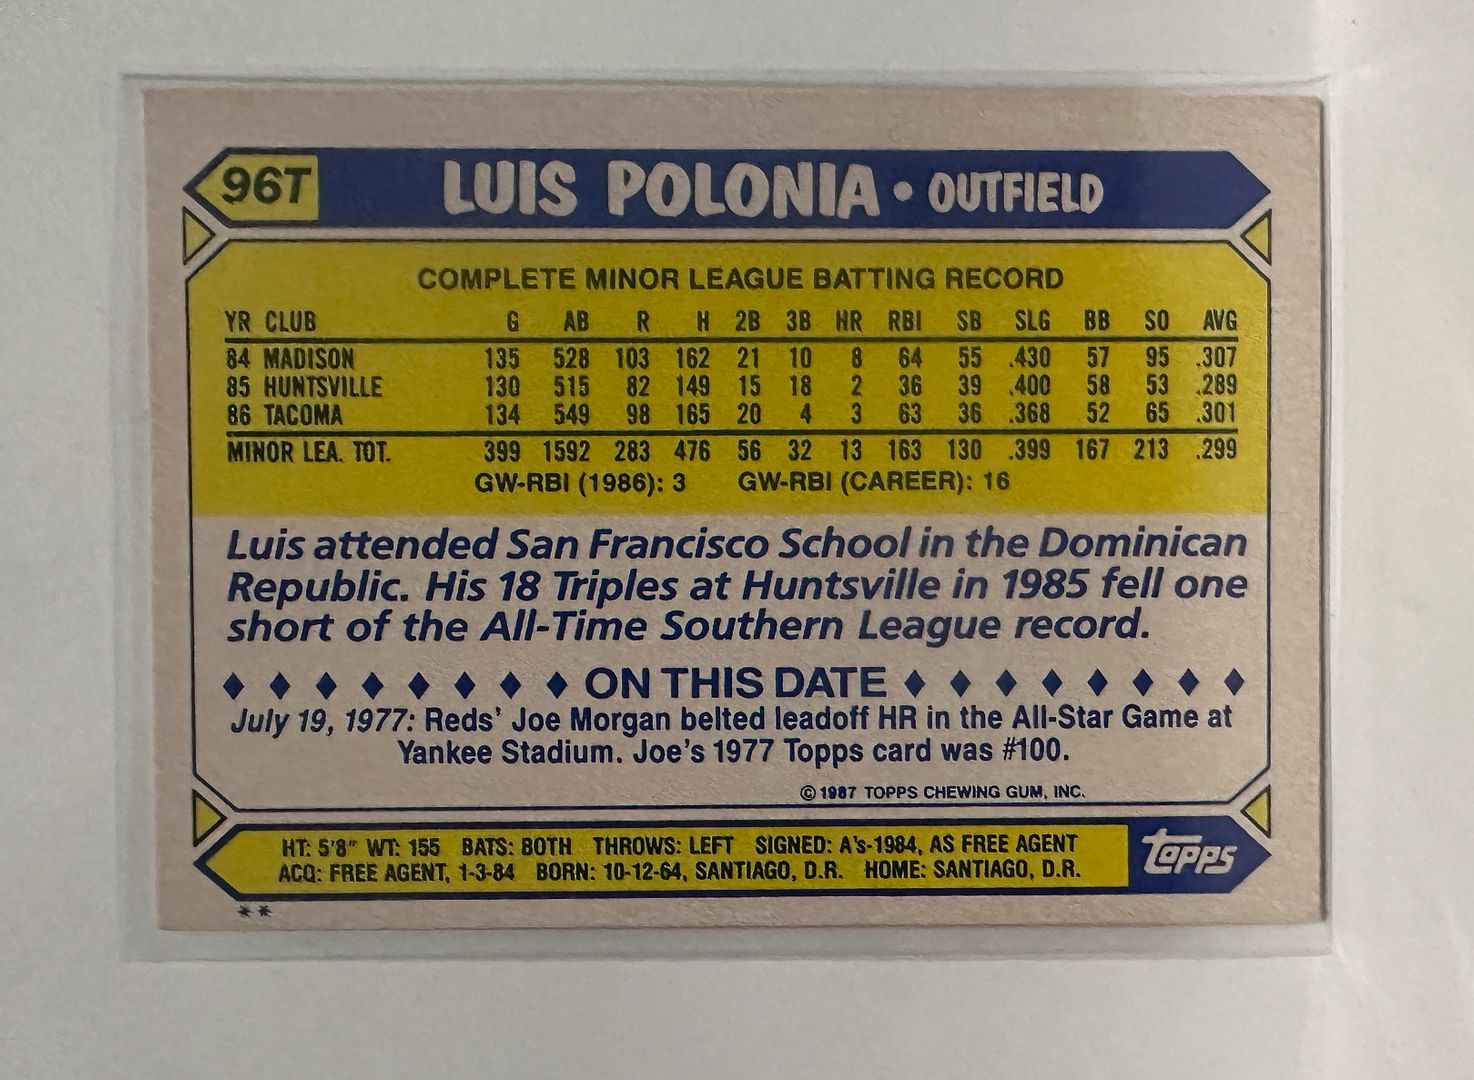 96T LUIS POLONIA • OUTFIELD
COMPLETE MINOR LEAGUE BATTING RECORD
YR CLUB G AB R H 2B 3B HR RBI SB SLG BB SO AVG
84 MADISON 135 528 103 162 21 10 8 64 55 .430 57 95 .307
85 HUNTSVILLE 130 515 82 149 15 18 2 36 39 .400 58 53 .289
86 TACOMA 134 549 98 165 20 4 3 63 36 .368 52 65 .301
MINOR LEA. TOT. 399 1592 283 476 56 32 13 163 130 .399 167 213 .299
GW-RBI (1986): 3 GW-RBI (CAREER): 16
Luis attended San Francisco School in the Dominican
Republic. His 18 Triples at Huntsville in 1985 fell one
short of the All-Time Southern League record.
♦ ♦ ♦ ♦ ♦ ♦ ♦ ♦ ON THIS DATE ♦ ♦ ♦ ♦ ♦ ♦ ♦ ♦
July 19, 1977: Reds' Joe Morgan belted leadoff HR in the All-Star Game at
Yankee Stadium. Joe's 1977 Topps card was #100.
© 1987 TOPPS CHEWING GUM, INC.
HT: 5'8" WT: 155 BATS: BOTH THROWS: LEFT SIGNED: A's-1984, AS FREE AGENT
ACQ: FREE AGENT, 1-3-84 BORN: 10-12-64, SANTIAGO, D.R. HOME: SANTIAGO, D.R.
topps
**